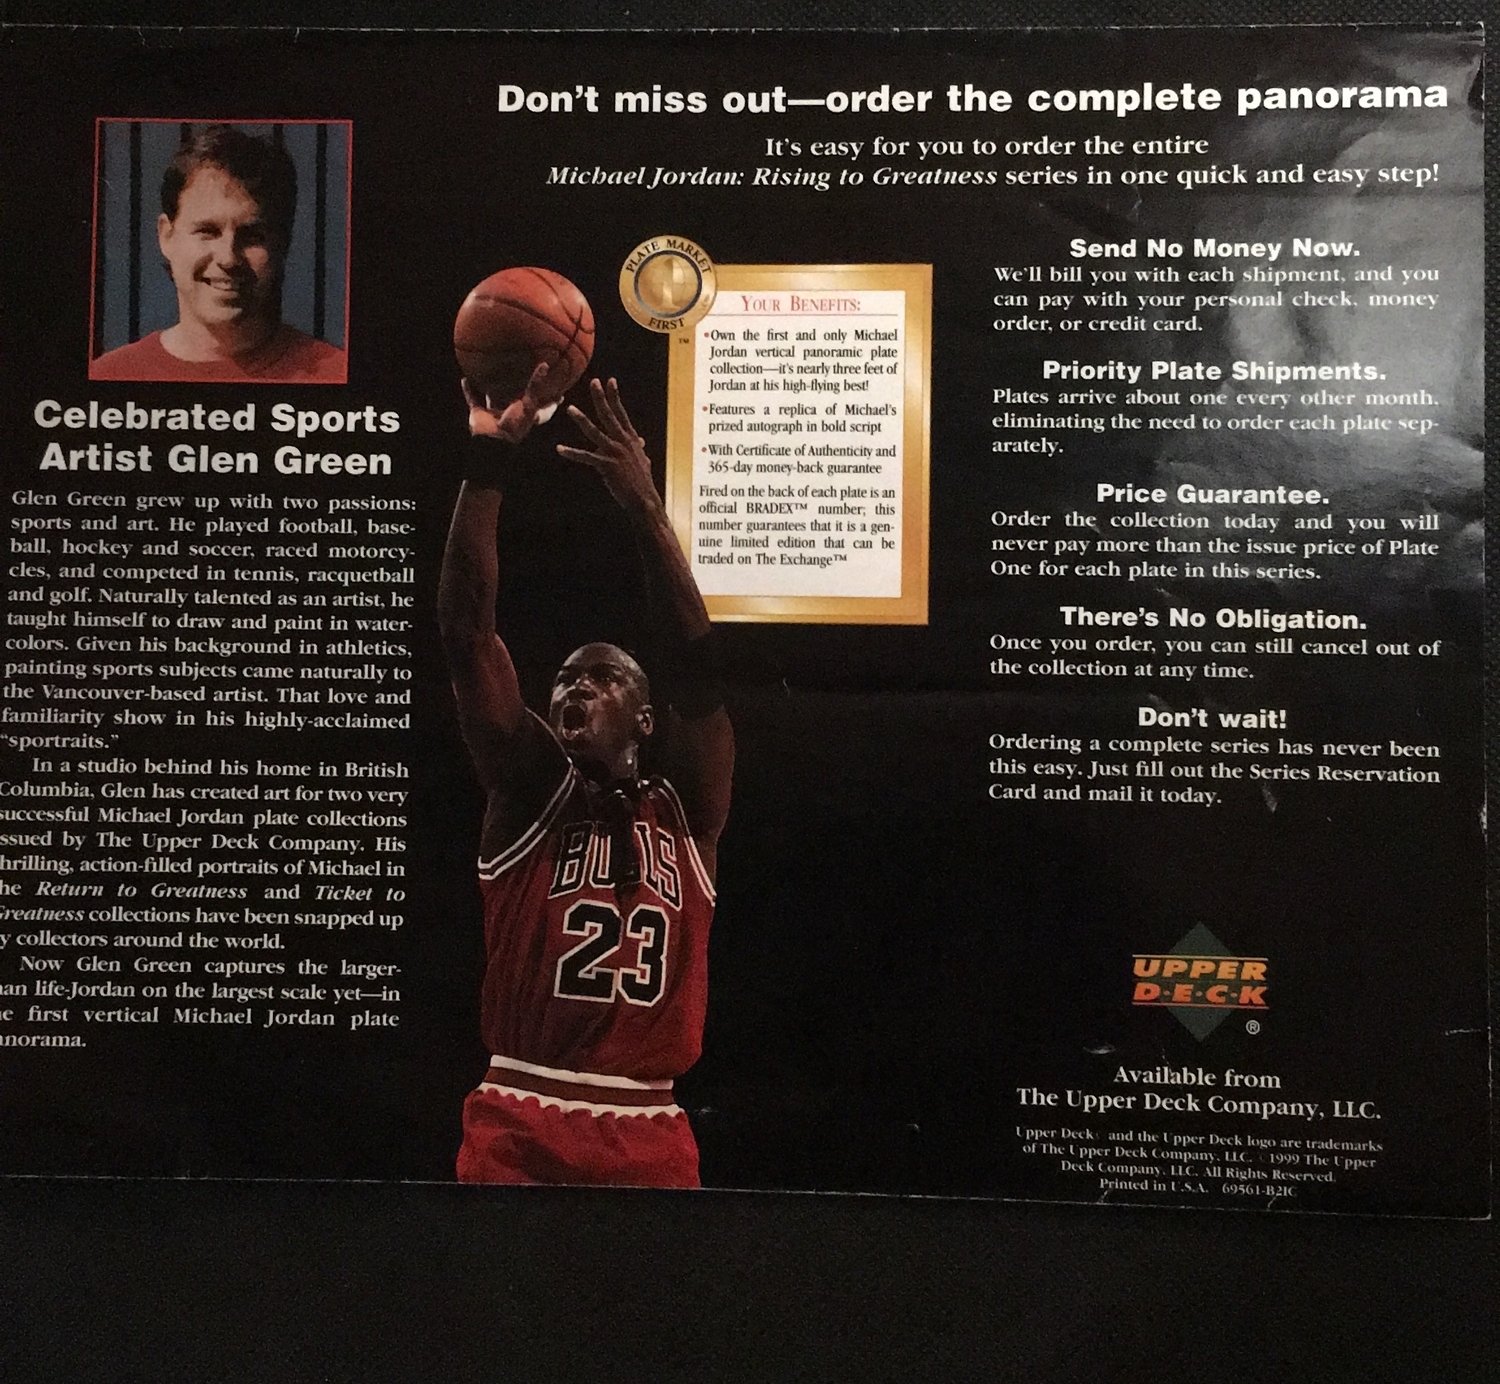 Don't miss out—order the complete panorama
It's easy for you to order the entire
Michael Jordan: Rising to Greatness series in one quick and easy step!
Celebrated Sports
Artist Glen Green
Glen Green grew up with two passions:
sports and art. He played football, base-
ball, hockey and soccer, raced motorcy-
cles, and competed in tennis, racquetball
and golf. Naturally talented as an artist, he
taught himself to draw and paint in water-
colors. Given his background in athletics,
painting sports subjects came naturally to
the Vancouver-based artist. That love and
familiarity show in his highly-acclaimed
"sportraits."
In a studio behind his home in British
Columbia, Glen has created art for two very
successful Michael Jordan plate collections
ssued by The Upper Deck Company. His
hrilling, action-filled portraits of Michael in
he Return to Greatness and Ticket to
Greatness collections have been snapped up
y collectors around the world.
Now Glen Green captures the larger-
an life-Jordan on the largest scale yet—in
e first vertical Michael Jordan plate
norama.
PLATE MARKET
1
FIRST
™
YOUR BENEFITS:
•Own the first and only Michael
Jordan vertical panoramic plate
collection—it's nearly three feet of
Jordan at his high-flying best!
•Features a replica of Michael's
prized autograph in bold script
•With Certificate of Authenticity and
365-day money-back guarantee
Fired on the back of each plate is an
official BRADEX™ number; this
number guarantees that it is a gen-
uine limited edition that can be
traded on The Exchange™
BULLS
23
Send No Money Now.
We'll bill you with each shipment, and you
can pay with your personal check, money
order, or credit card.
Priority Plate Shipments.
Plates arrive about one every other month,
eliminating the need to order each plate sep-
arately.
Price Guarantee.
Order the collection today and you will
never pay more than the issue price of Plate
One for each plate in this series.
There's No Obligation.
Once you order, you can still cancel out of
the collection at any time.
Don't wait!
Ordering a complete series has never been
this easy. Just fill out the Series Reservation
Card and mail it today.
UPPER
D·E·C·K
®
Available from
The Upper Deck Company, LLC.
Upper Deck and the Upper Deck logo are trademarks
of The Upper Deck Company, LLC. 1999 The Upper
Deck Company, LLC. All Rights Reserved.
Printed in U.S.A. 69561-B2IC